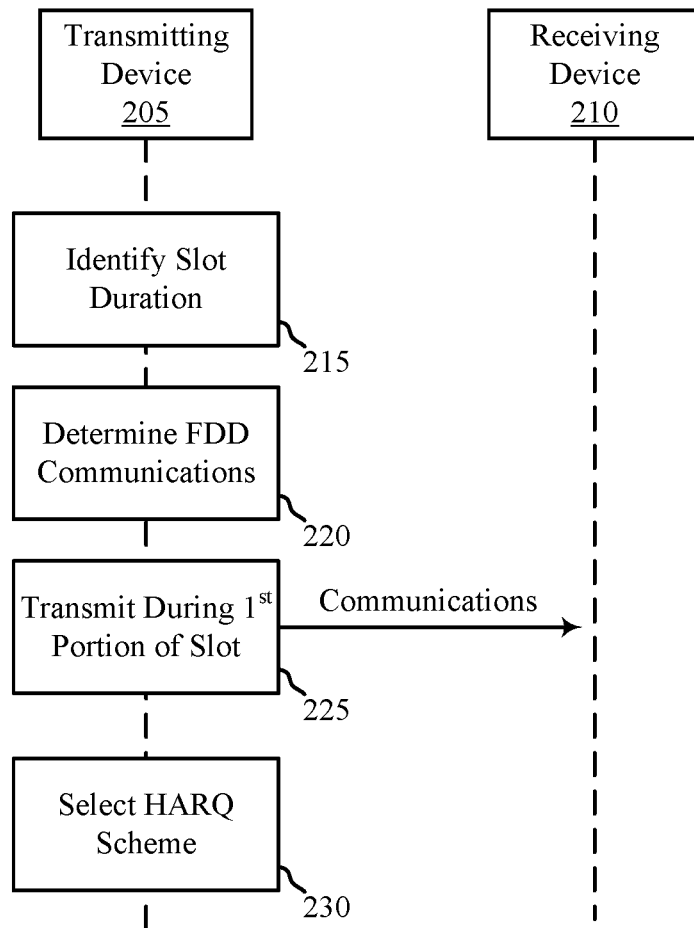 Transmitting
Device
205
Receiving
Device
210
Identify Slot
Duration
215
Determine FDD
Communications
220
Transmit During 1st
Portion of Slot
Communications
225
Select HARQ
Scheme
230